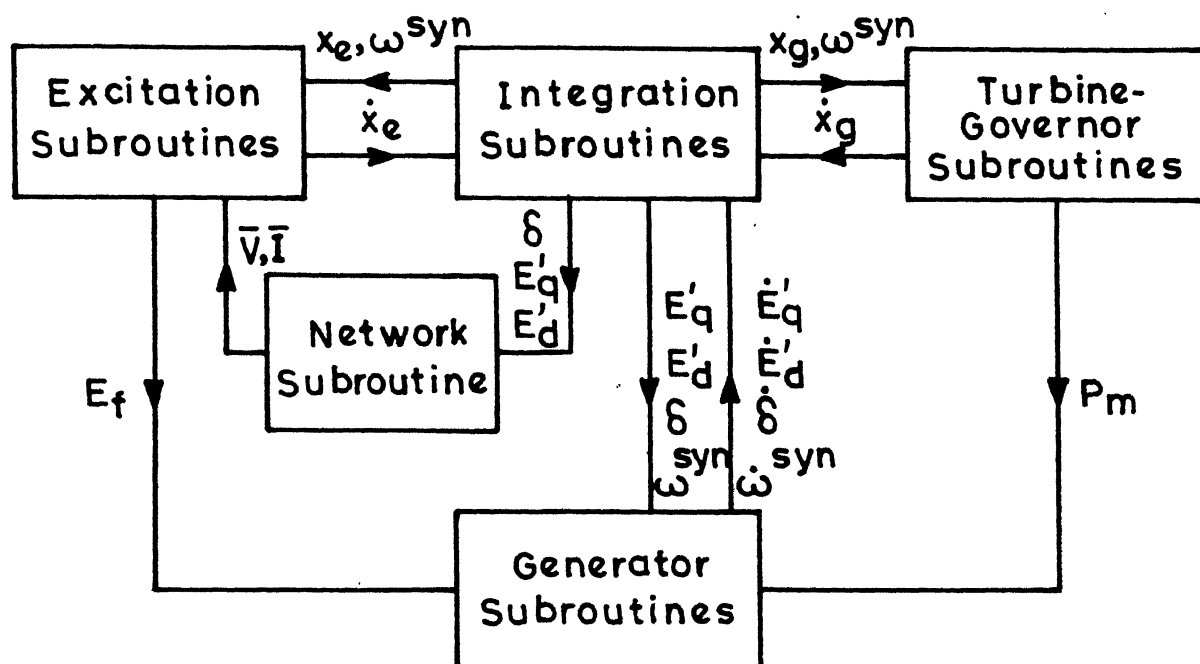 x_e, ω^syn
x_g, ω^syn
Excitation
Subroutines
ẋ_e
Integration
Subroutines
ẋ_g
Turbine-
Governor
Subroutines
V̅, I̅
δ
E'_q
E'_d
Network
Subroutine
E_f
E'_q
E'_d
δ
ω^syn
Ė'_q
Ė'_d
δ̇
ω̇^syn
P_m
Generator
Subroutines